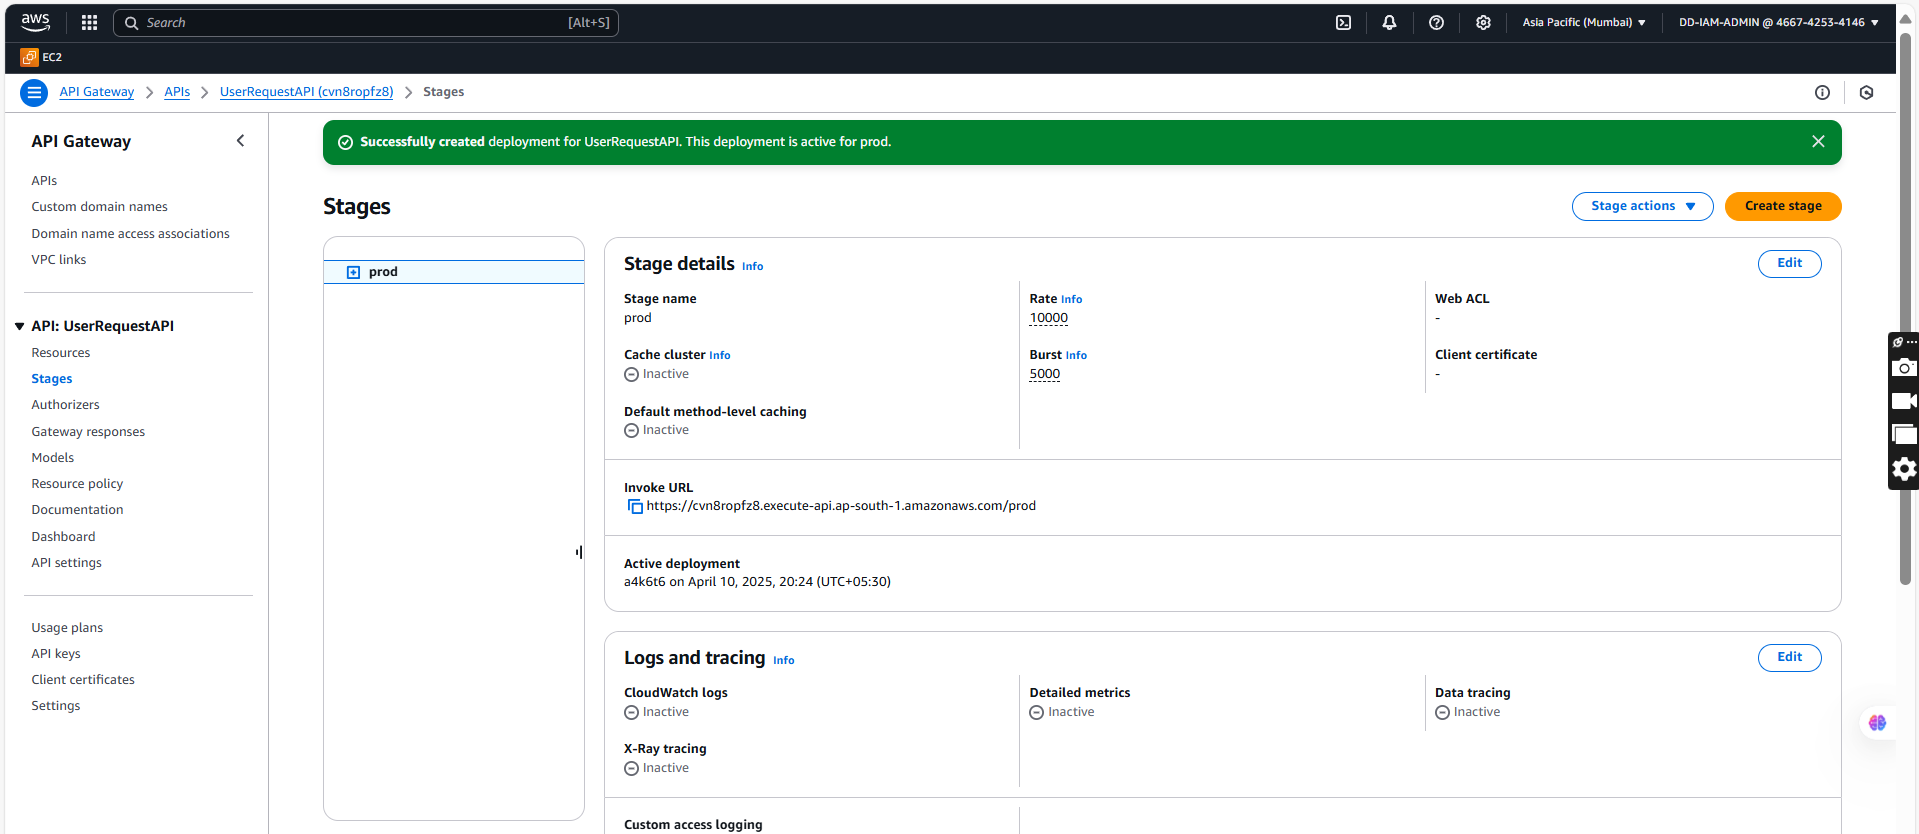 aws
Search [Alt+S]
Asia Pacific (Mumbai) DD-IAM-ADMIN @ 4667-4253-4146
EC2
API Gateway APIs UserRequestAPI (cvn8ropfz8) Stages
API Gateway
APIs
Custom domain names
Domain name access associations
VPC links
API: UserRequestAPI
Resources
Stages
Authorizers
Gateway responses
Models
Resource policy
Documentation
Dashboard
API settings
Usage plans
API keys
Client certificates
Settings
Successfully created deployment for UserRequestAPI. This deployment is active for prod.
Stages
Stage actions
Create stage
prod
Stage details Info
Edit
Stage name
prod
Cache cluster Info
Inactive
Default method-level caching
Inactive
Rate Info
10000
Burst Info
5000
Web ACL
-
Client certificate
-
Invoke URL
https://cvn8ropfz8.execute-api.ap-south-1.amazonaws.com/prod
Active deployment
a4k6t6 on April 10, 2025, 20:24 (UTC+05:30)
Logs and tracing Info
Edit
CloudWatch logs
Inactive
X-Ray tracing
Inactive
Detailed metrics
Inactive
Data tracing
Inactive
Custom access logging